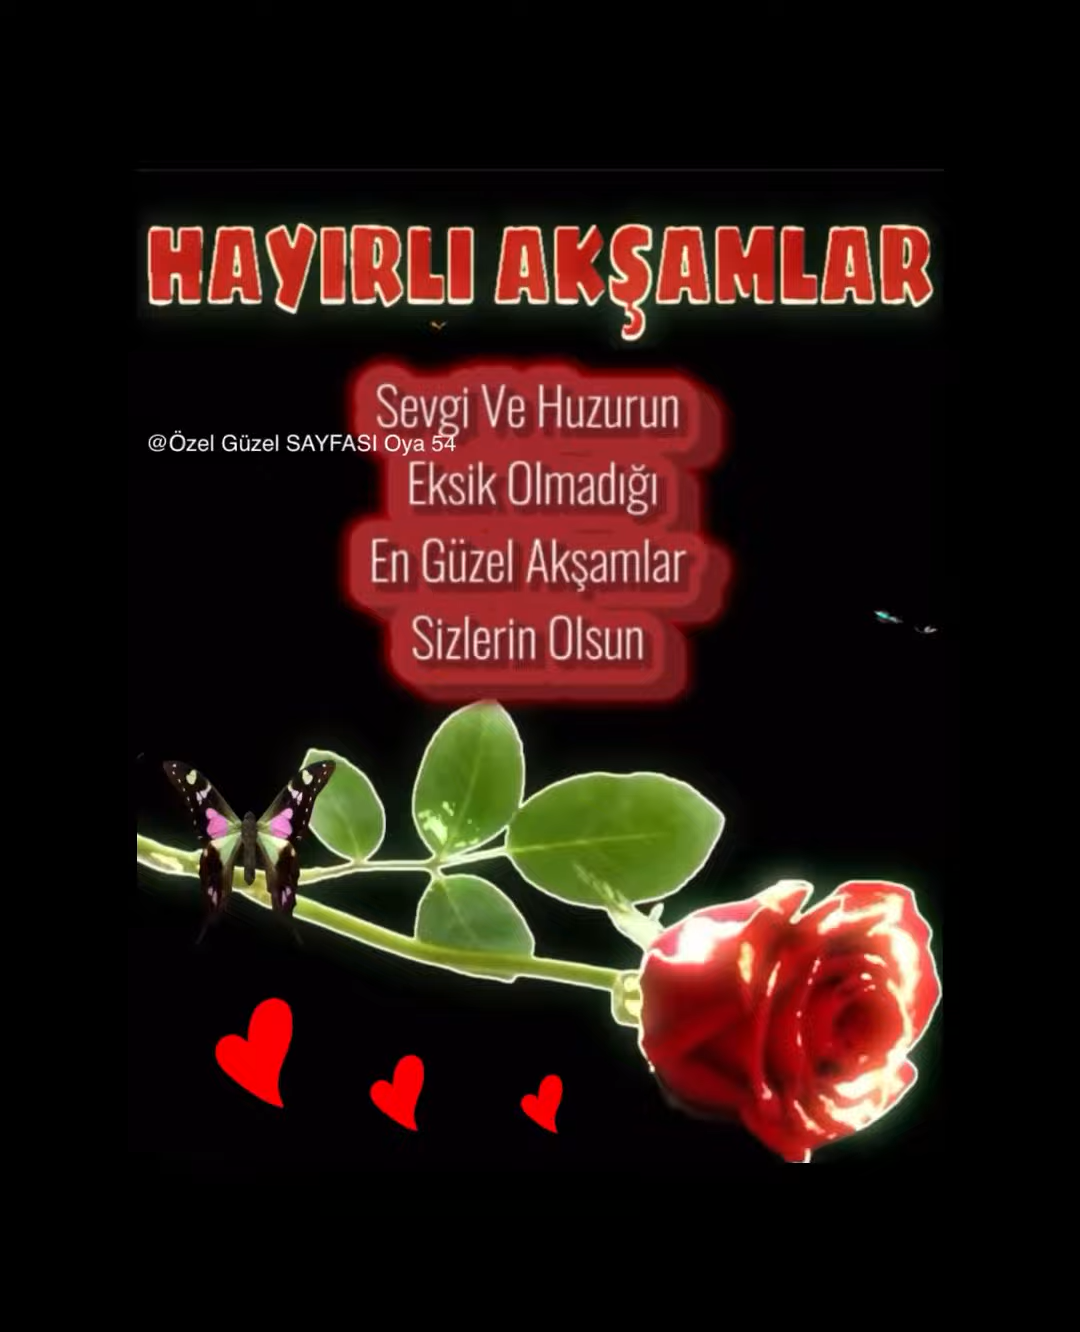 HAYIRLI AKŞAMLAR
Sevgi Ve Huzurun
@Özel Güzel SAYFASI Oya 54
Eksik Olmadığı
En Güzel Akşamlar
Sizlerin Olsun